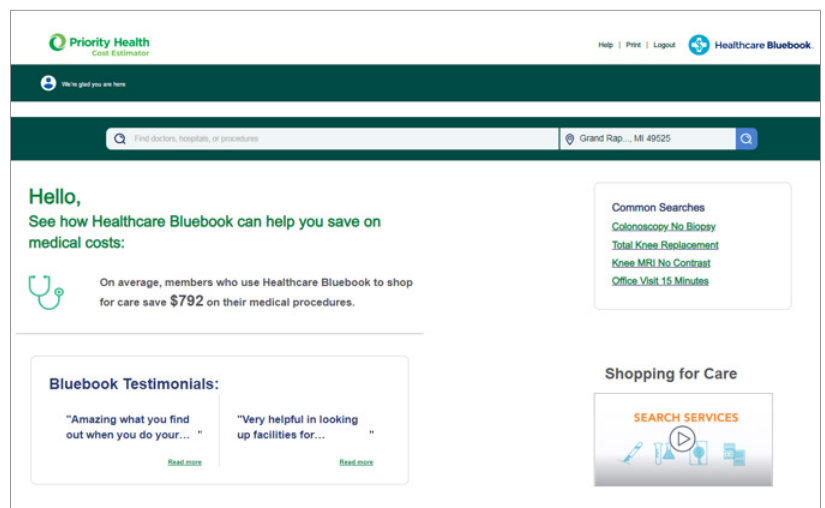 Priority Health
Cost Estimator
Help | Print | Logout
Healthcare Bluebook.
We're glad you are here
Find doctors, hospitals, or procedures
Grand Rap..., MI 49525
Hello,
See how Healthcare Bluebook can help you save on
medical costs:
On average, members who use Healthcare Bluebook to shop
for care save $792 on their medical procedures.
Common Searches
Colonoscopy No Biopsy
Total Knee Replacement
Knee MRI No Contrast
Office Visit 15 Minutes
Bluebook Testimonials:
"Amazing what you find
out when you do your... "
Read more
"Very helpful in looking
up facilities for... "
Read more
Shopping for Care
SEARCH SERVICES